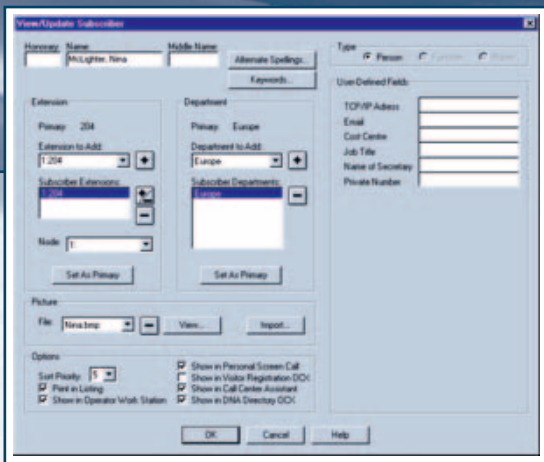 View/Update Subscriber
Honorary: Name: Middle Name:
McLighter, Nina
Alternate Spellings...
Keywords...
Type
Person
User-Defined Fields
TCP/IP Adress
Email
Cost Centre
Job Title
Name of Secretary
Private Number
Extension
Primary: 204
Extension to Add:
1:204
Subscriber Extensions:
1:204
Node: 1
Set As Primary
Department
Primary: Europe
Department to Add:
Europe
Subscriber Departments:
Europe
Set As Primary
Picture
File: Nina.bmp View... Import...
Options
Sort Priority: 5
Print in Listing
Show in Operator Work Station
Show in Personal Screen Call
Show in Visitor Registration OCX
Show in Call Center Assistant
Show in DNA Directory OCX
OK Cancel Help